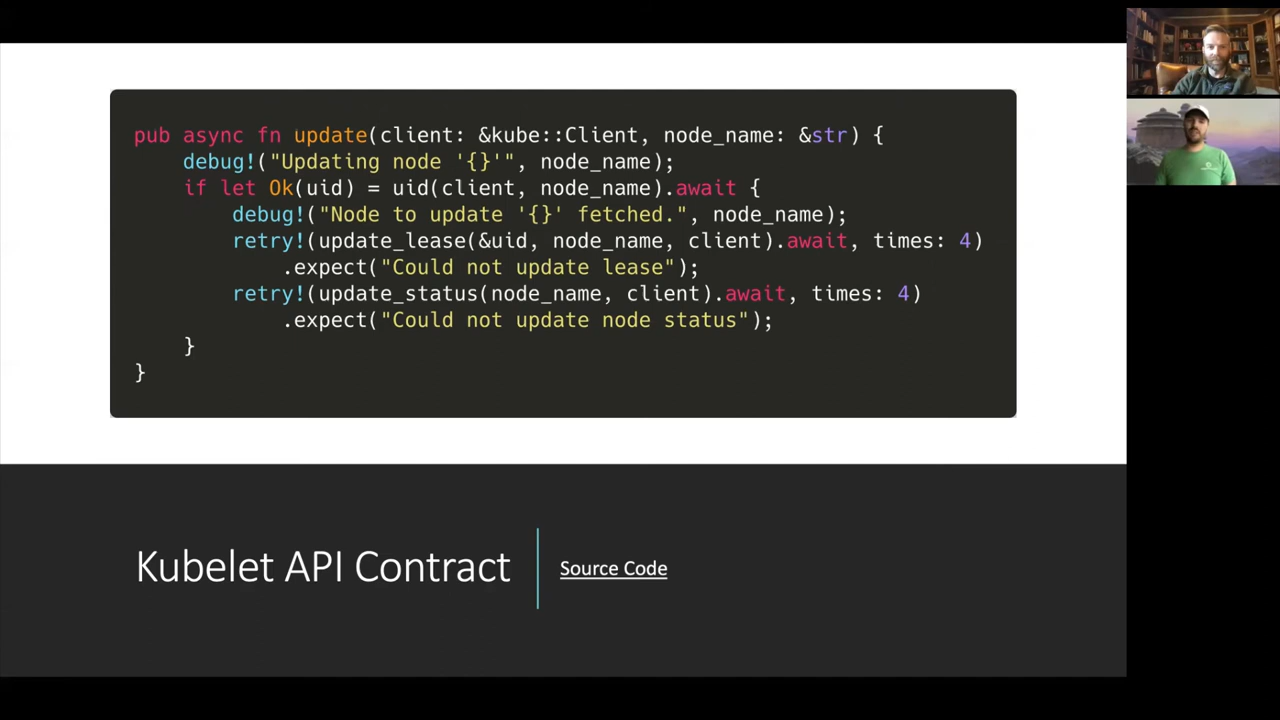 pub async fn update(client: &kube::Client, node_name: &str) {
    debug!("Updating node '{}'", node_name);
    if let Ok(uid) = uid(client, node_name).await {
        debug!("Node to update '{}' fetched.", node_name);
        retry!(update_lease(&uid, node_name, client).await, times: 4)
            .expect("Could not update lease");
        retry!(update_status(node_name, client).await, times: 4)
            .expect("Could not update node status");
    }
}
Kubelet API Contract
Source Code